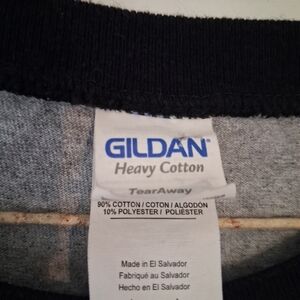 GILDAN
Heavy Cotton
TearAway
90% COTTON / COTON / ALGODÓN
10% POLYESTER / POLIÉSTER
Made in El Salvador
Fabriqué au Salvador
Hecho en El Salvador